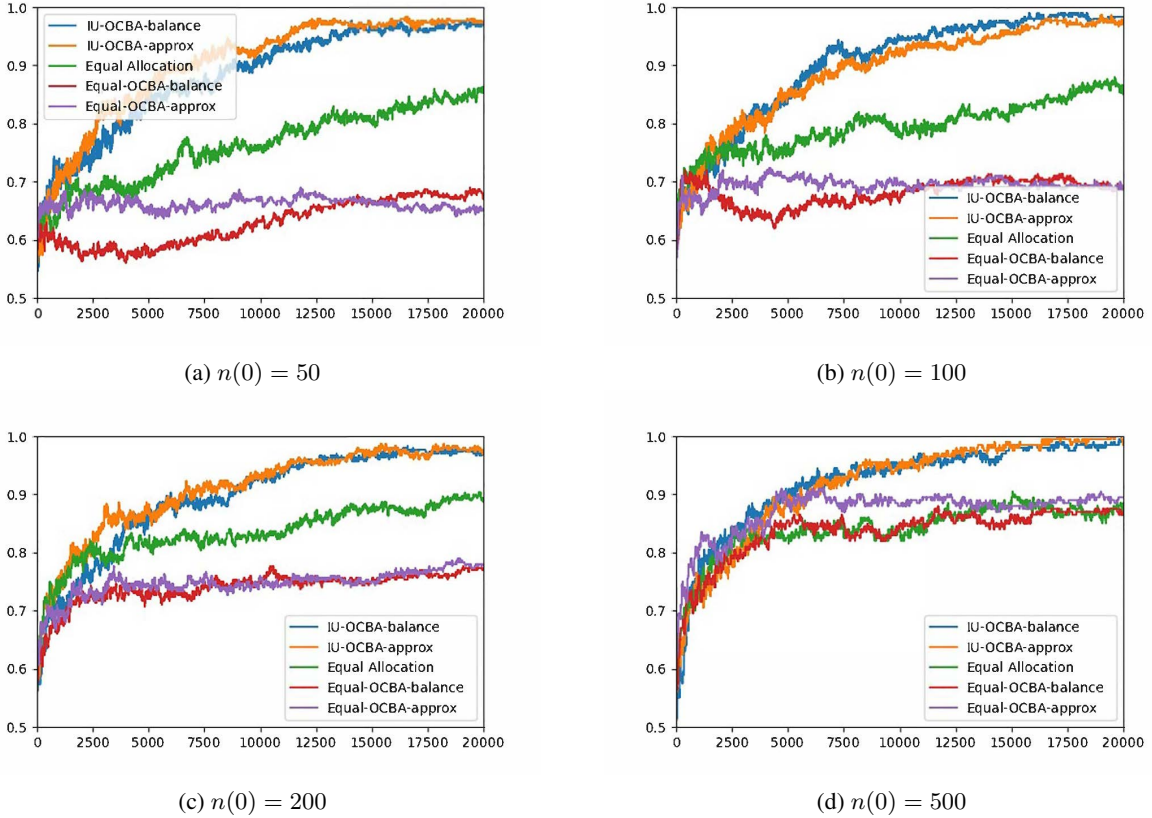 1.0
IU-OCBA-balance
IU-OCBA-approx
0.9
Equal Allocation
Equal-OCBA-balance
Equal-OCBA-approx
0.8
0.7
0.6
0.5
0 2500 5000 7500 10000 12500 15000 17500 20000
(a) n(0) = 50
1.0
0.9
0.8
0.7
IU-OCBA-balance
IU-OCBA-approx
0.6
Equal Allocation
Equal-OCBA-balance
Equal-OCBA-approx
0.5
0 2500 5000 7500 10000 12500 15000 17500 20000
(b) n(0) = 100
1.0
0.9
0.8
0.7
IU-OCBA-balance
IU-OCBA-approx
0.6
Equal Allocation
Equal-OCBA-balance
Equal-OCBA-approx
0.5
0 2500 5000 7500 10000 12500 15000 17500 20000
(c) n(0) = 200
1.0
0.9
0.8
0.7
IU-OCBA-balance
IU-OCBA-approx
0.6
Equal Allocation
Equal-OCBA-balance
Equal-OCBA-approx
0.5
0 2500 5000 7500 10000 12500 15000 17500 20000
(d) n(0) = 500